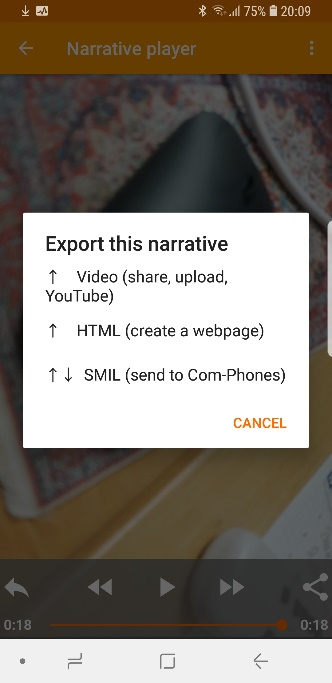 75% 20:09
Narrative player
Export this narrative
↑ Video (share, upload,
YouTube)
↑ HTML (create a webpage)
↑↓ SMIL (send to Com-Phones)
CANCEL
0:18 0:18